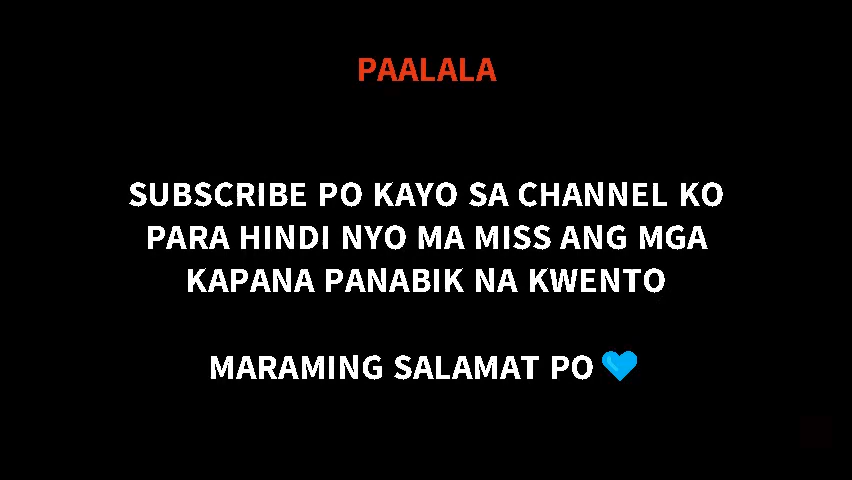 PAALALA
SUBSCRIBE PO KAYO SA CHANNEL KO
PARA HINDI NYO MA MISS ANG MGA
KAPANA PANABIK NA KWENTO
MARAMING SALAMAT PO💙